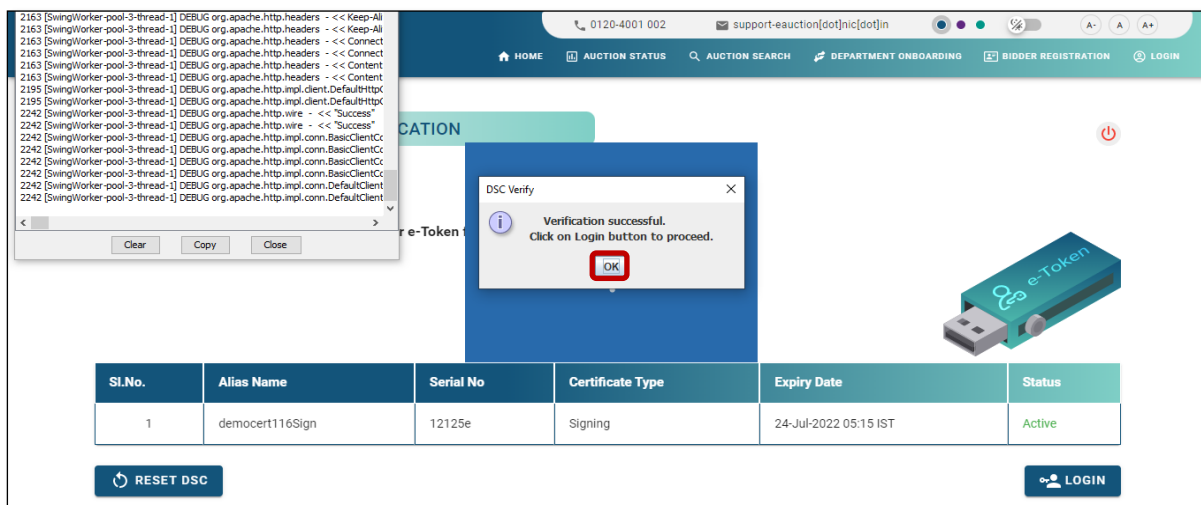 2163 [SwingWorker-pool-3-thread-1] DEBUG org.apache.http.headers - << Keep-Ali
2163 [SwingWorker-pool-3-thread-1] DEBUG org.apache.http.headers - << Keep-Ali
2163 [SwingWorker-pool-3-thread-1] DEBUG org.apache.http.headers - << Connect
2163 [SwingWorker-pool-3-thread-1] DEBUG org.apache.http.headers - << Connect
2163 [SwingWorker-pool-3-thread-1] DEBUG org.apache.http.headers - << Content
2163 [SwingWorker-pool-3-thread-1] DEBUG org.apache.http.headers - << Content
2195 [SwingWorker-pool-3-thread-1] DEBUG org.apache.http.impl.client.DefaultHttpC
2195 [SwingWorker-pool-3-thread-1] DEBUG org.apache.http.impl.client.DefaultHttpC
2242 [SwingWorker-pool-3-thread-1] DEBUG org.apache.http.wire - << "Success"
2242 [SwingWorker-pool-3-thread-1] DEBUG org.apache.http.wire - << "Success"
2242 [SwingWorker-pool-3-thread-1] DEBUG org.apache.http.impl.conn.BasicClientCc
2242 [SwingWorker-pool-3-thread-1] DEBUG org.apache.http.impl.conn.BasicClientCc
2242 [SwingWorker-pool-3-thread-1] DEBUG org.apache.http.impl.conn.BasicClientCc
2242 [SwingWorker-pool-3-thread-1] DEBUG org.apache.http.impl.conn.BasicClientCc
2242 [SwingWorker-pool-3-thread-1] DEBUG org.apache.http.impl.conn.DefaultClient
2242 [SwingWorker-pool-3-thread-1] DEBUG org.apache.http.impl.conn.DefaultClient
Clear Copy Close
0120-4001 002 support-eauction[dot]nic[dot]in A- A A+
HOME AUCTION STATUS AUCTION SEARCH DEPARTMENT ONBOARDING BIDDER REGISTRATION LOGIN
CATION
DSC Verify
Verification successful.
Click on Login button to proceed.
OK
r e-Token f
e-Token
Sl.No. Alias Name Serial No Certificate Type Expiry Date Status
1 democert116Sign 12125e Signing 24-Jul-2022 05:15 IST Active
RESET DSC LOGIN